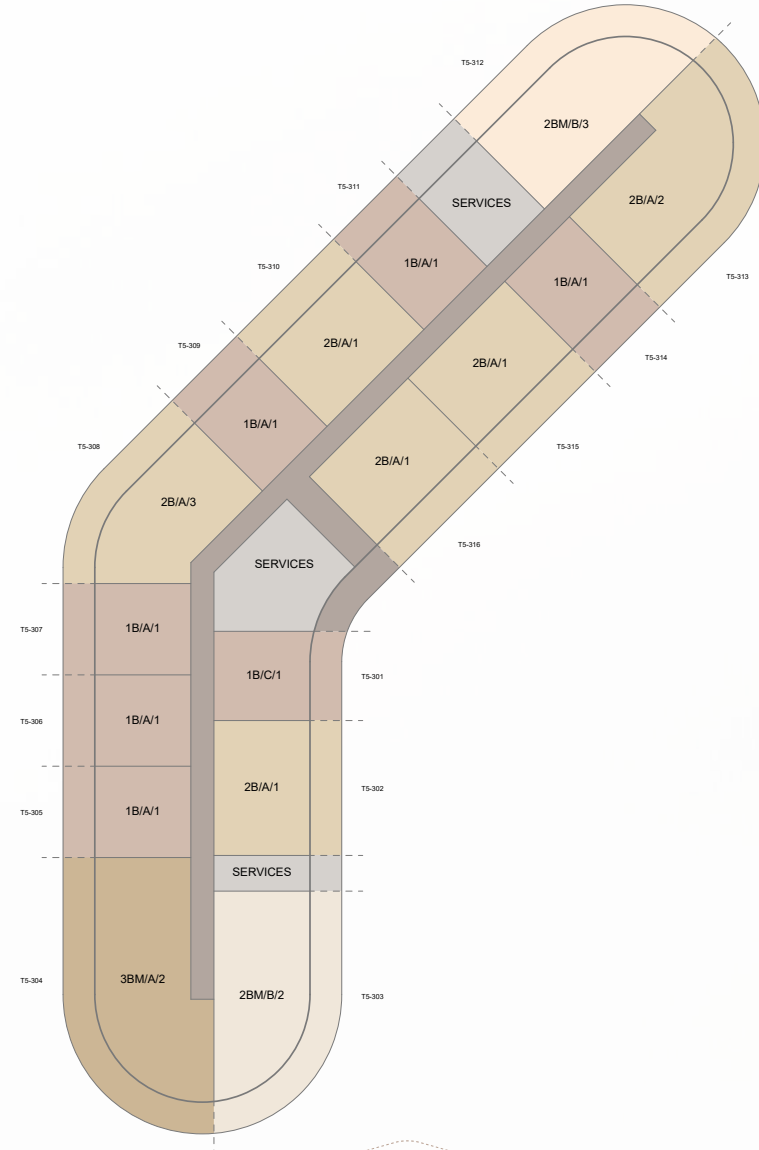 T5-312
2BM/B/3
T5-311
SERVICES
2B/A/2
T5-310
1B/A/1
1B/A/1
T5-313
T5-309
2B/A/1
T5-314
2B/A/1
T5-308
1B/A/1
T5-315
2B/A/1
2B/A/3
T5-316
SERVICES
T5-307
1B/A/1
1B/C/1
T5-301
T5-306
1B/A/1
2B/A/1
T5-302
T5-305
1B/A/1
SERVICES
T5-304
3BM/A/2
2BM/B/2
T5-303